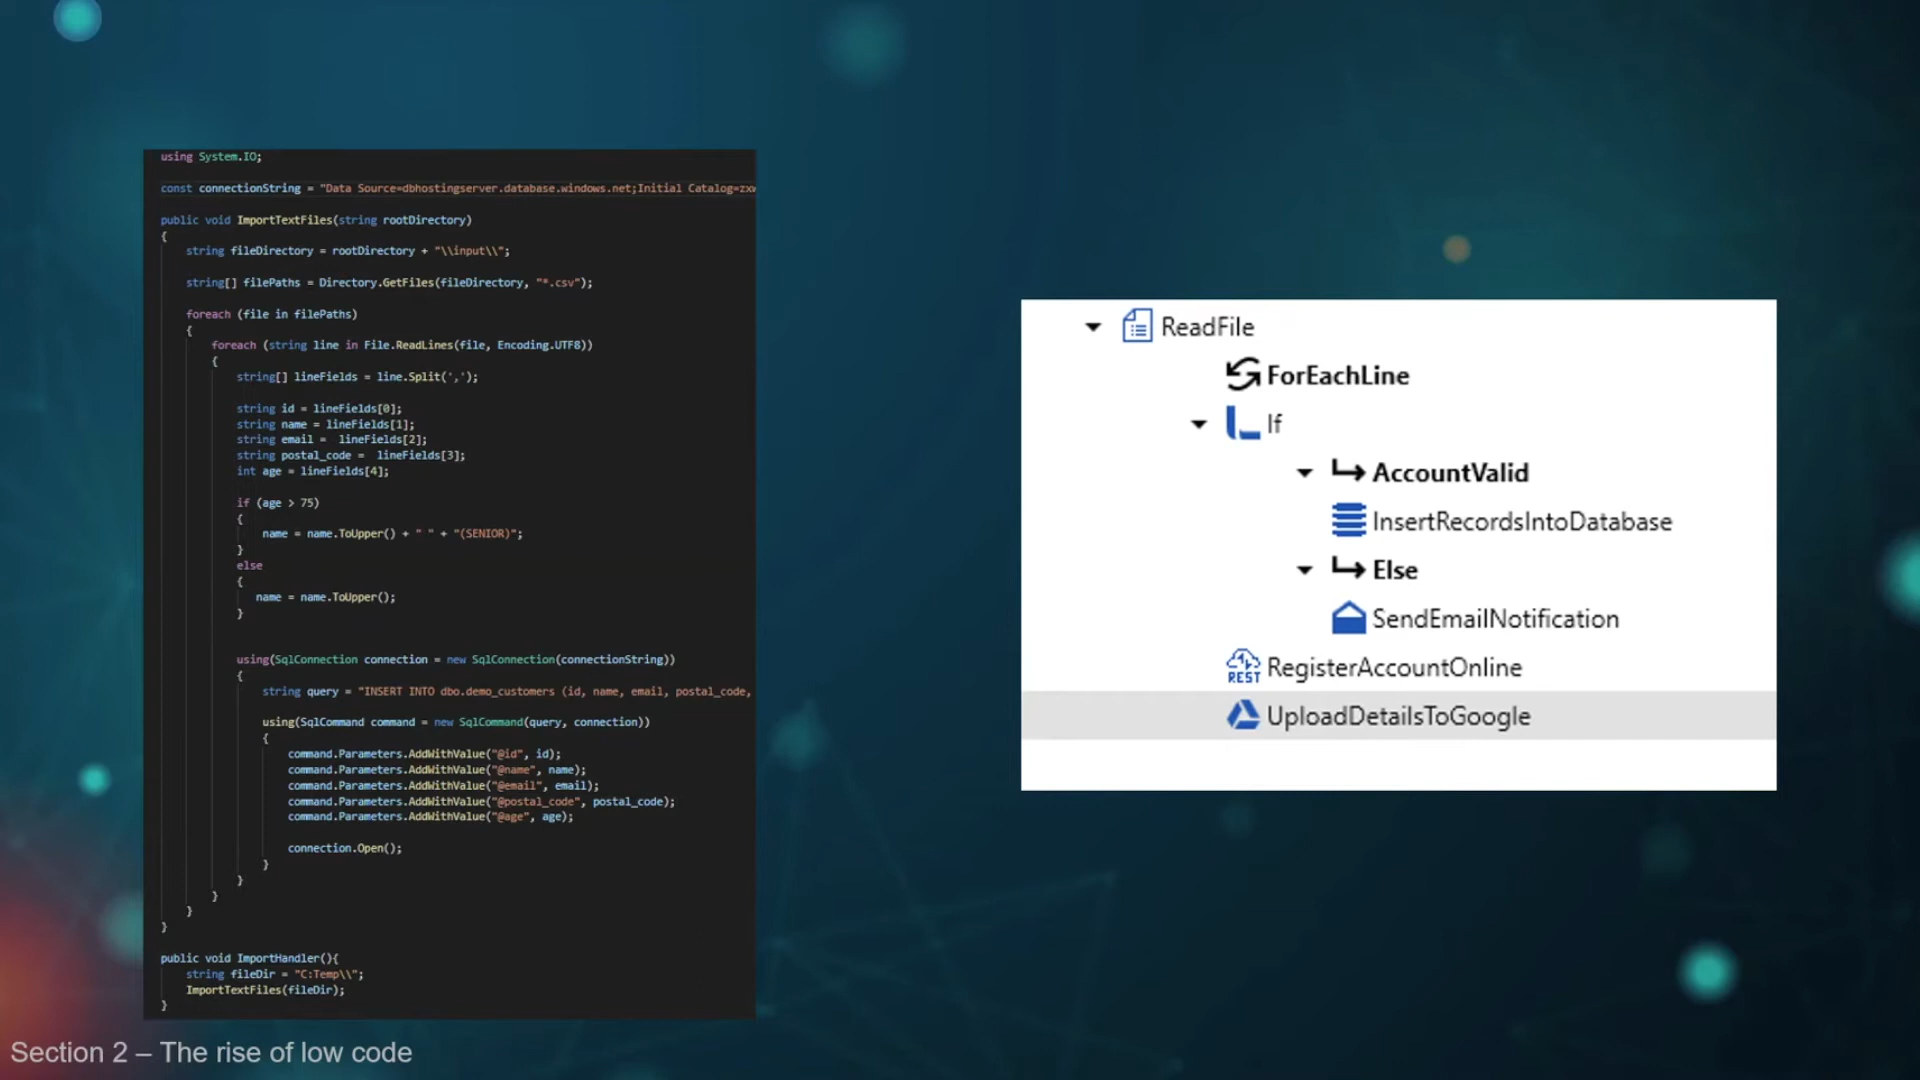 using System.IO;
const connectionString = "Data Source=dbhostingserver.database.windows.net;Initial Catalog=zxw
public void ImportTextFiles(string rootDirectory)
{
string fileDirectory = rootDirectory + "\\input\\";
string[] filePaths = Directory.GetFiles(fileDirectory, "*.csv");
foreach (file in filePaths)
{
foreach (string line in File.ReadLines(file, Encoding.UTF8))
{
string[] lineFields = line.Split(',');
string id = lineFields[0];
string name = lineFields[1];
string email =  lineFields[2];
string postal_code =  lineFields[3];
int age = lineFields[4];
if (age > 75)
{
name = name.ToUpper() + " " + "(SENIOR)";
}
else
{
name = name.ToUpper();
}
using(SqlConnection connection = new SqlConnection(connectionString))
{
string query = "INSERT INTO dbo.demo_customers (id, name, email, postal_code,
using(SqlCommand command = new SqlCommand(query, connection))
{
command.Parameters.AddWithValue("@id", id);
command.Parameters.AddWithValue("@name", name);
command.Parameters.AddWithValue("@email", email);
command.Parameters.AddWithValue("@postal_code", postal_code);
command.Parameters.AddWithValue("@age", age);
connection.Open();
}
}
}
}
}
public void ImportHandler(){
string fileDir = "C:Temp\\";
ImportTextFiles(fileDir);
}
ReadFile
ForEachLine
If
AccountValid
InsertRecordsIntoDatabase
Else
SendEmailNotification
REST RegisterAccountOnline
UploadDetailsToGoogle
Section 2 – The rise of low code